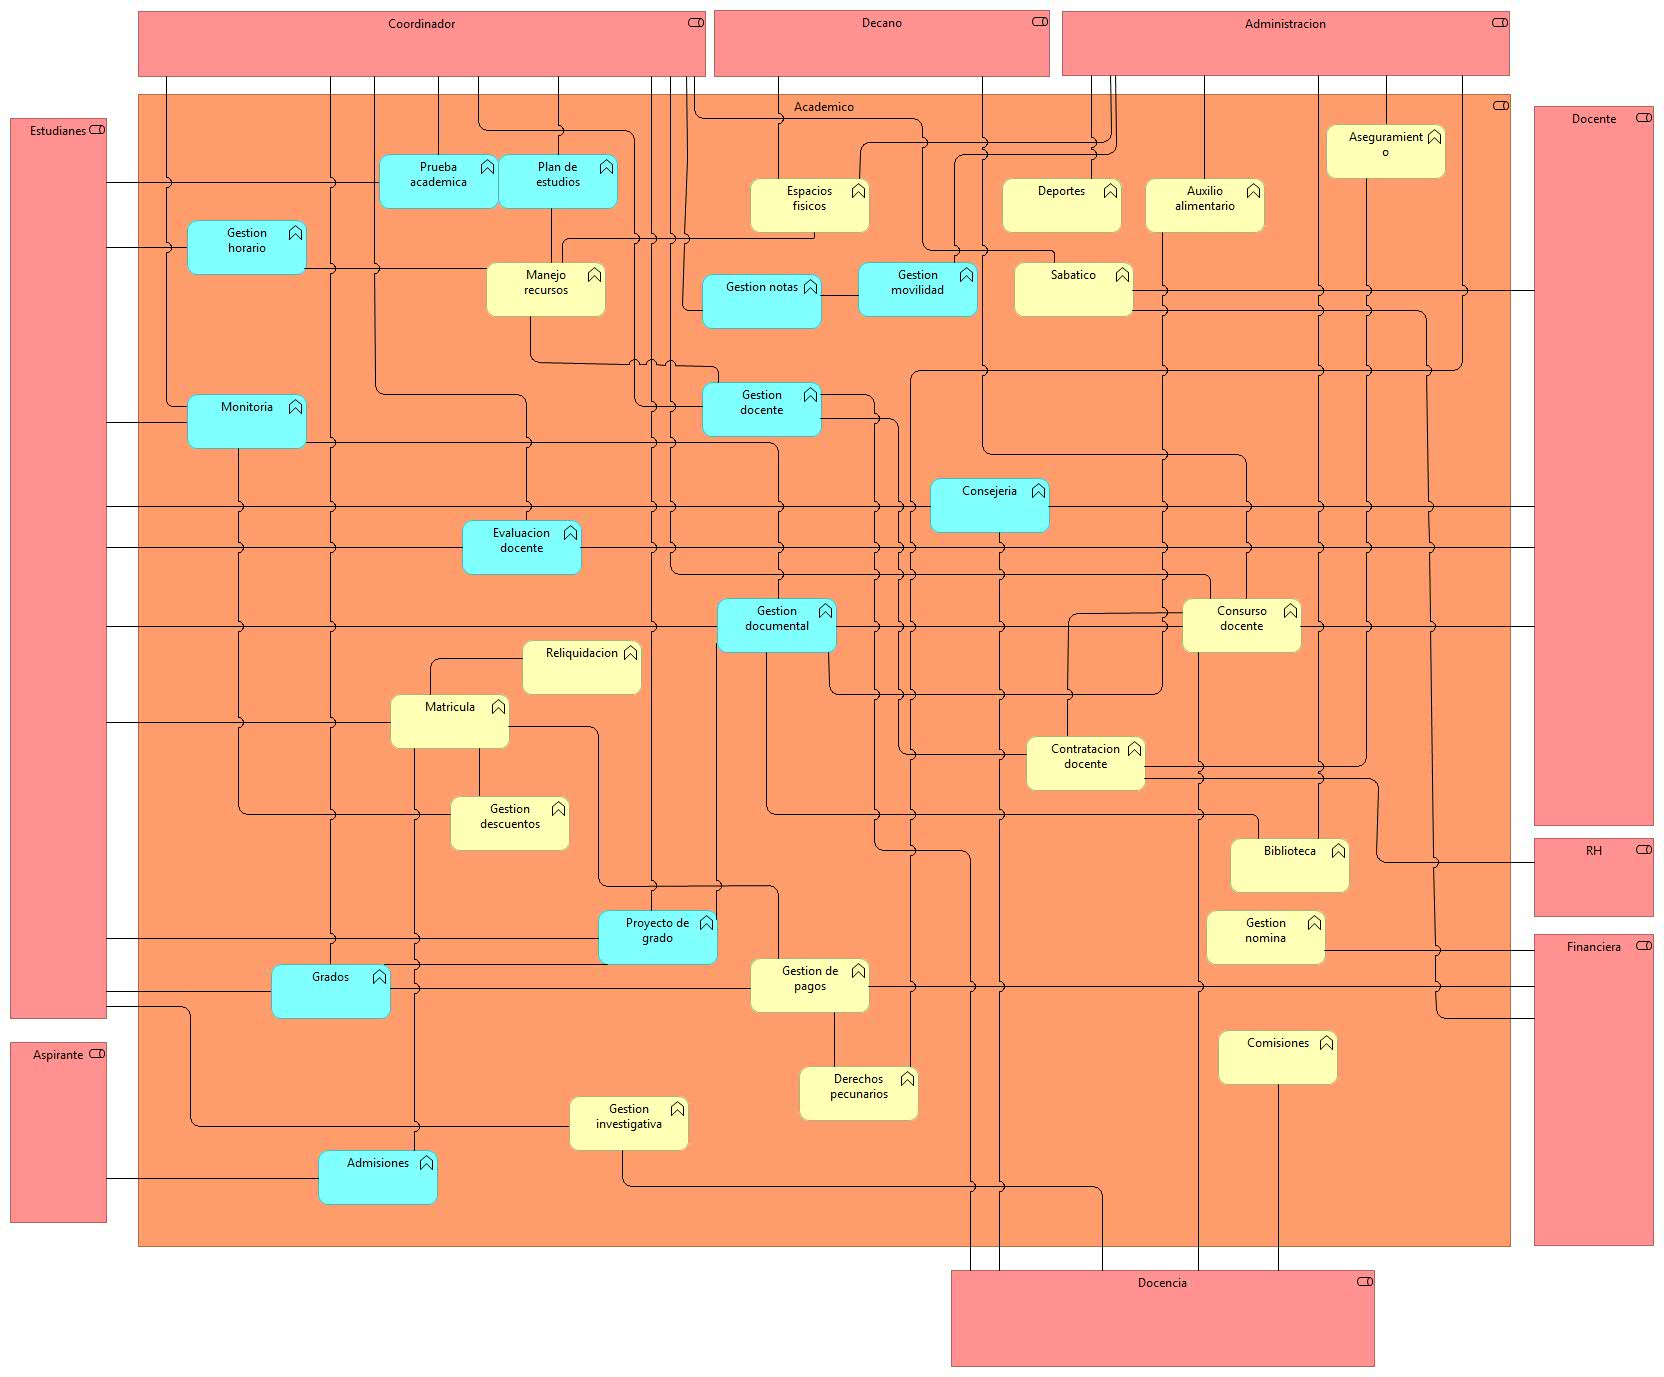 Coordinador
Decano
Administracion
Academico
Estudianes
Docente
Aseguramient
o
Prueba
academica
Plan de
estudios
Espacios
fisicos
Deportes
Auxilio
alimentario
Gestion
horario
Manejo
recursos
Gestion notas
Gestion
movilidad
Sabatico
Monitoria
Gestion
docente
Consejeria
Evaluacion
docente
Gestion
documental
Consurso
docente
Reliquidacion
Matricula
Contratacion
docente
Gestion
descuentos
Biblioteca
RH
Proyecto de
grado
Gestion
nomina
Financiera
Grados
Gestion de
pagos
Comisiones
Aspirante
Derechos
pecunarios
Gestion
investigativa
Admisiones
Docencia